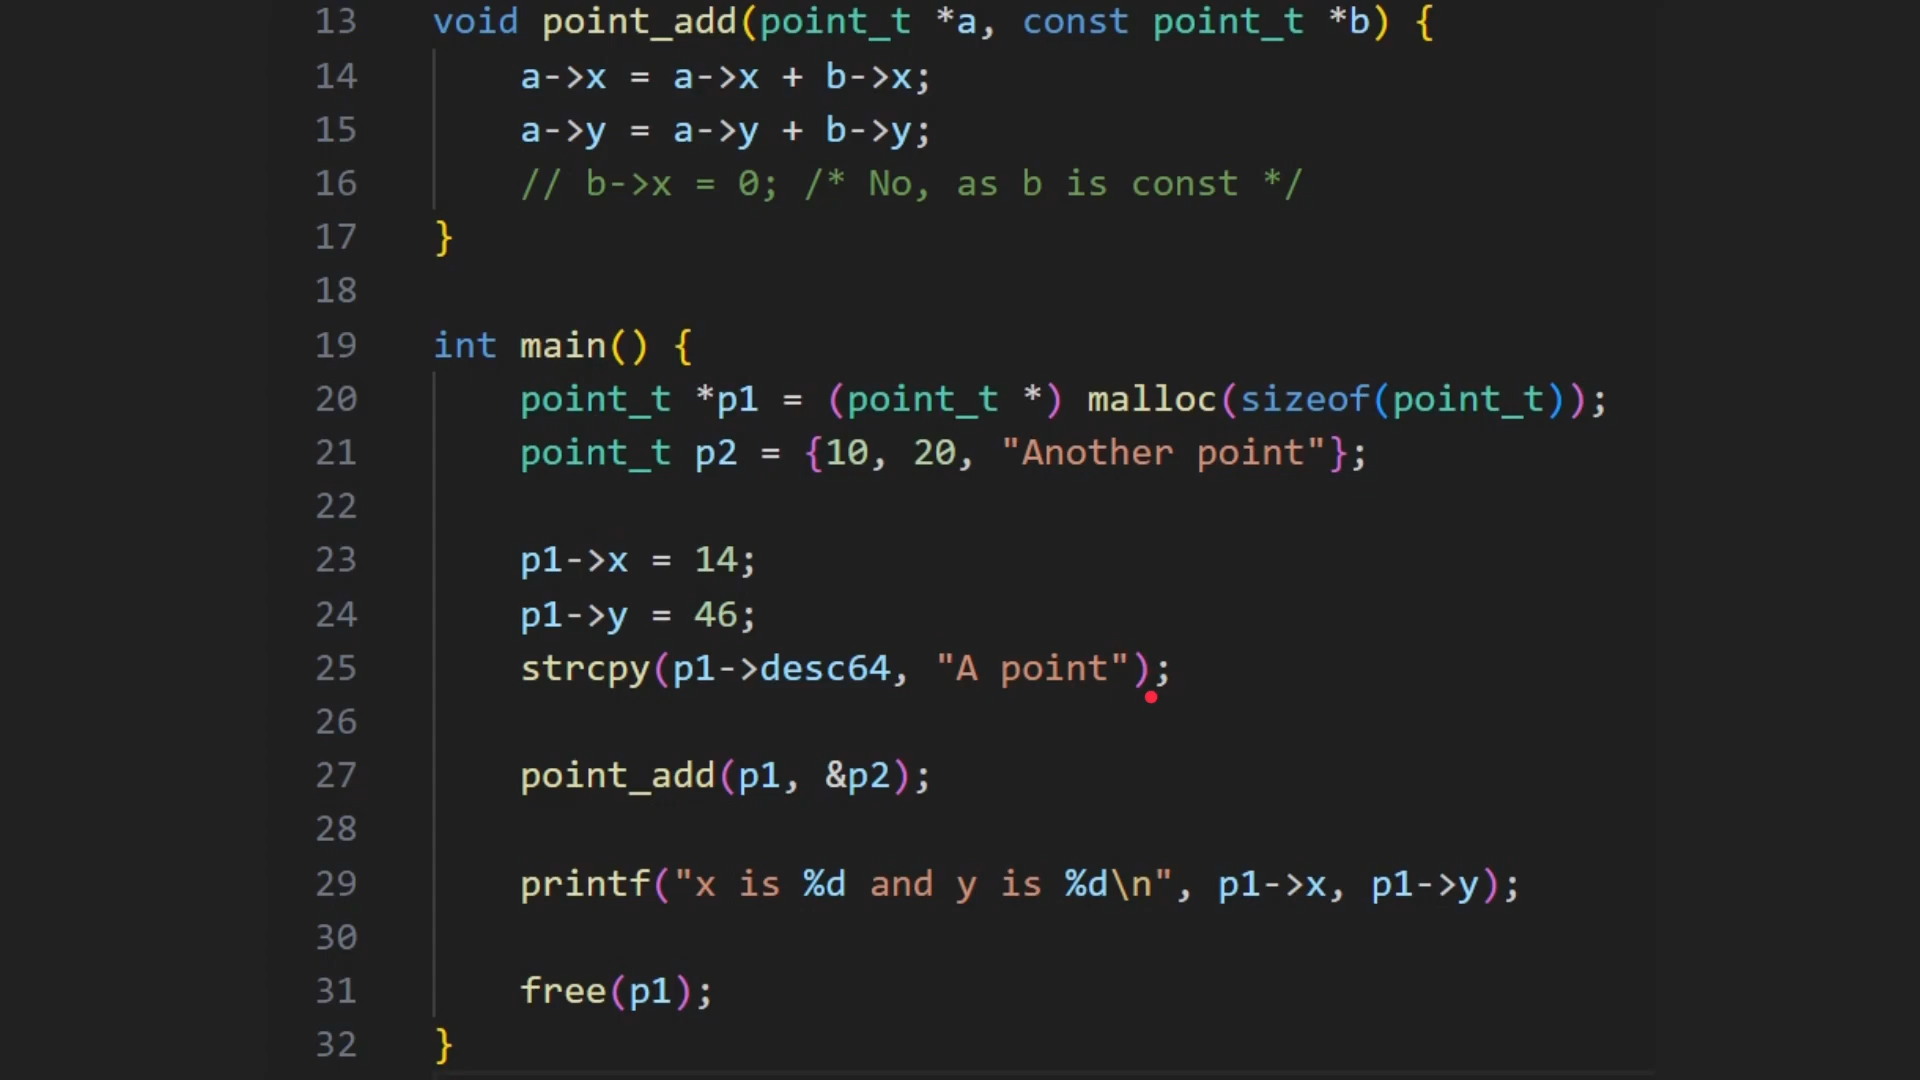 13 void point_add(point_t *a, const point_t *b) {
14 a->x = a->x + b->x;
15 a->y = a->y + b->y;
16 // b->x = 0; /* No, as b is const */
17 }
18
19 int main() {
20 point_t *p1 = (point_t *) malloc(sizeof(point_t));
21 point_t p2 = {10, 20, "Another point"};
22
23 p1->x = 14;
24 p1->y = 46;
25 strcpy(p1->desc64, "A point");
26
27 point_add(p1, &p2);
28
29 printf("x is %d and y is %d\n", p1->x, p1->y);
30
31 free(p1);
32 }